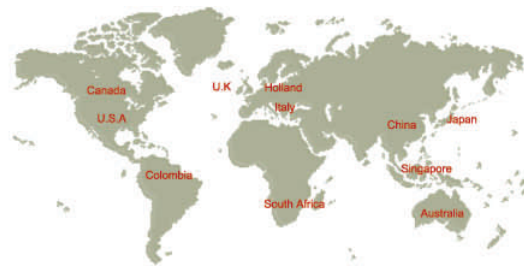 U.K
Holland
Canada
Italy
U.S.A
Japan
China
Singapore
Colombia
South Africa
Australia